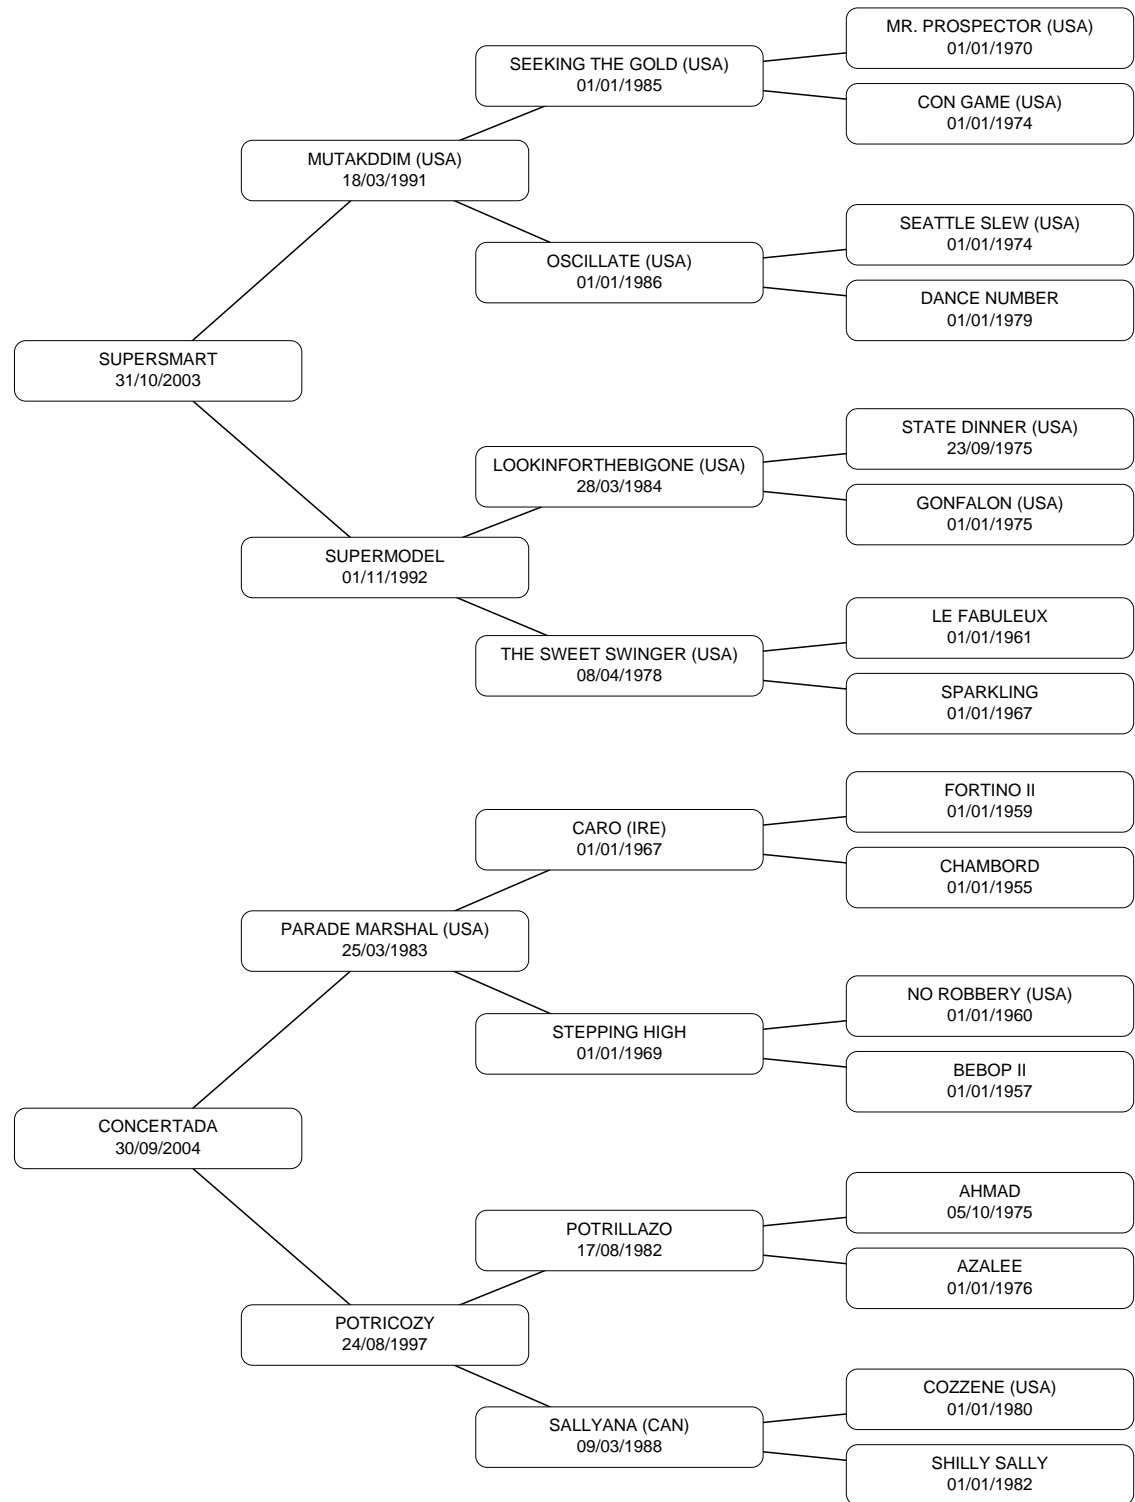 MR. PROSPECTOR (USA)
01/01/1970
SEEKING THE GOLD (USA)
01/01/1985
CON GAME (USA)
01/01/1974
MUTAKDDIM (USA)
18/03/1991
SEATTLE SLEW (USA)
01/01/1974
OSCILLATE (USA)
01/01/1986
DANCE NUMBER
01/01/1979
SUPERSMART
31/10/2003
STATE DINNER (USA)
23/09/1975
LOOKINFORTHEBIGONE (USA)
28/03/1984
GONFALON (USA)
01/01/1975
SUPERMODEL
01/11/1992
LE FABULEUX
01/01/1961
THE SWEET SWINGER (USA)
08/04/1978
SPARKLING
01/01/1967
FORTINO II
01/01/1959
CARO (IRE)
01/01/1967
CHAMBORD
01/01/1955
PARADE MARSHAL (USA)
25/03/1983
NO ROBBERY (USA)
01/01/1960
STEPPING HIGH
01/01/1969
BEBOP II
01/01/1957
CONCERTADA
30/09/2004
AHMAD
05/10/1975
POTRILLAZO
17/08/1982
AZALEE
01/01/1976
POTRICOZY
24/08/1997
COZZENE (USA)
01/01/1980
SALLYANA (CAN)
09/03/1988
SHILLY SALLY
01/01/1982